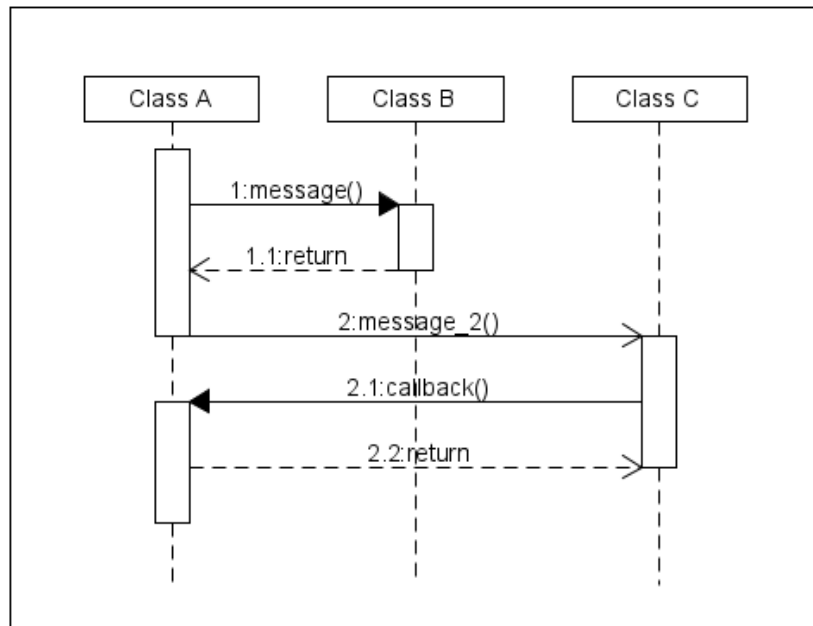 Class A
Class B
Class C
1:message()
1.1:return
2:message_2()
2.1:callback()
2.2:return